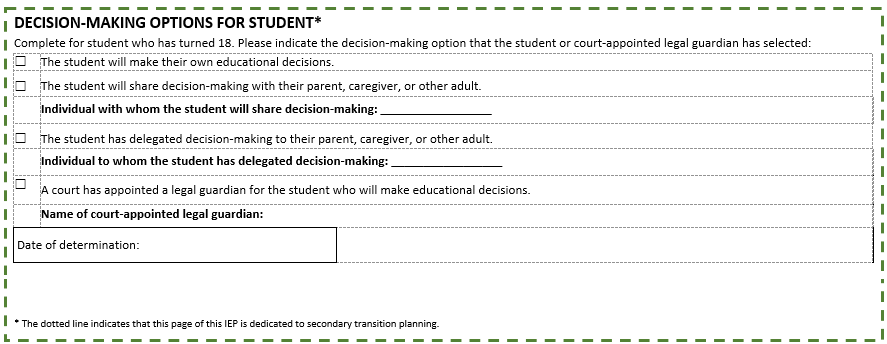 DECISION-MAKING OPTIONS FOR STUDENT*
Complete for student who has turned 18. Please indicate the decision-making option that the student or court-appointed legal guardian has selected:
☐ The student will make their own educational decisions.
☐ The student will share decision-making with their parent, caregiver, or other adult.
Individual with whom the student will share decision-making: __________________
☐ The student has delegated decision-making to their parent, caregiver, or other adult.
Individual to whom the student has delegated decision-making: __________________
☐ A court has appointed a legal guardian for the student who will make educational decisions.
Name of court-appointed legal guardian:
Date of determination:
* The dotted line indicates that this page of this IEP is dedicated to secondary transition planning.